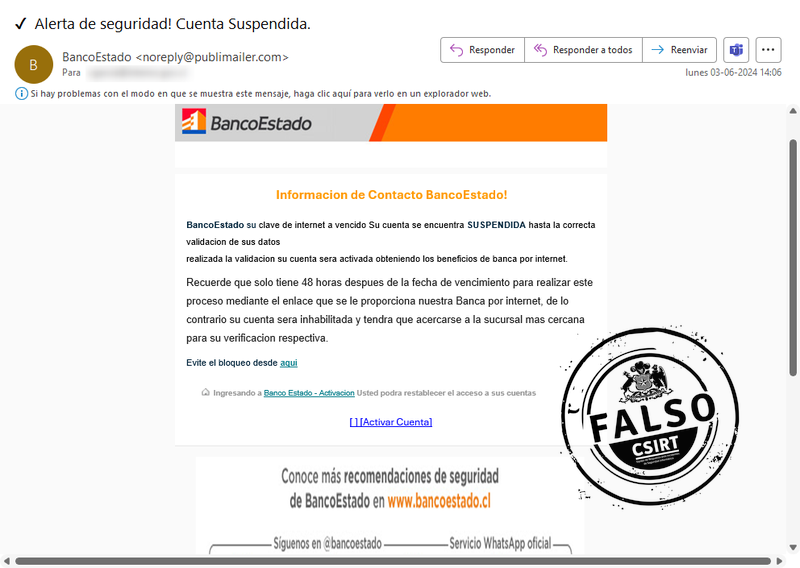 ✓ Alerta de seguridad! Cuenta Suspendida.
B
BancoEstado <noreply@publimailer.com>
Para
Responder
Responder a todos
Reenviar
lunes 03-06-2024 14:06
Si hay problemas con el modo en que se muestra este mensaje, haga clic aquí para verlo en un explorador web.
BancoEstado
Informacion de Contacto BancoEstado!
BancoEstado su clave de internet a vencido Su cuenta se encuentra SUSPENDIDA hasta la correcta
validacion de sus datos
realizada la validacion su cuenta sera activada obteniendo los beneficios de banca por internet.
Recuerde que solo tiene 48 horas despues de la fecha de vencimiento para realizar este
proceso mediante el enlace que se le proporciona nuestra Banca por internet, de lo
contrario su cuenta sera inhabilitada y tendra que acercarse a la sucursal mas cercana
para su verificacion respectiva.
Evite el bloqueo desde aqui
Ingresando a Banco Estado - Activacion Usted podra restablecer el acceso a sus cuentas
[ ] [Activar Cuenta]
FALSO
CSIRT
Conoce más recomendaciones de seguridad
de BancoEstado en www.bancoestado.cl
Síguenos en @bancoestado
Servicio WhatsApp oficial